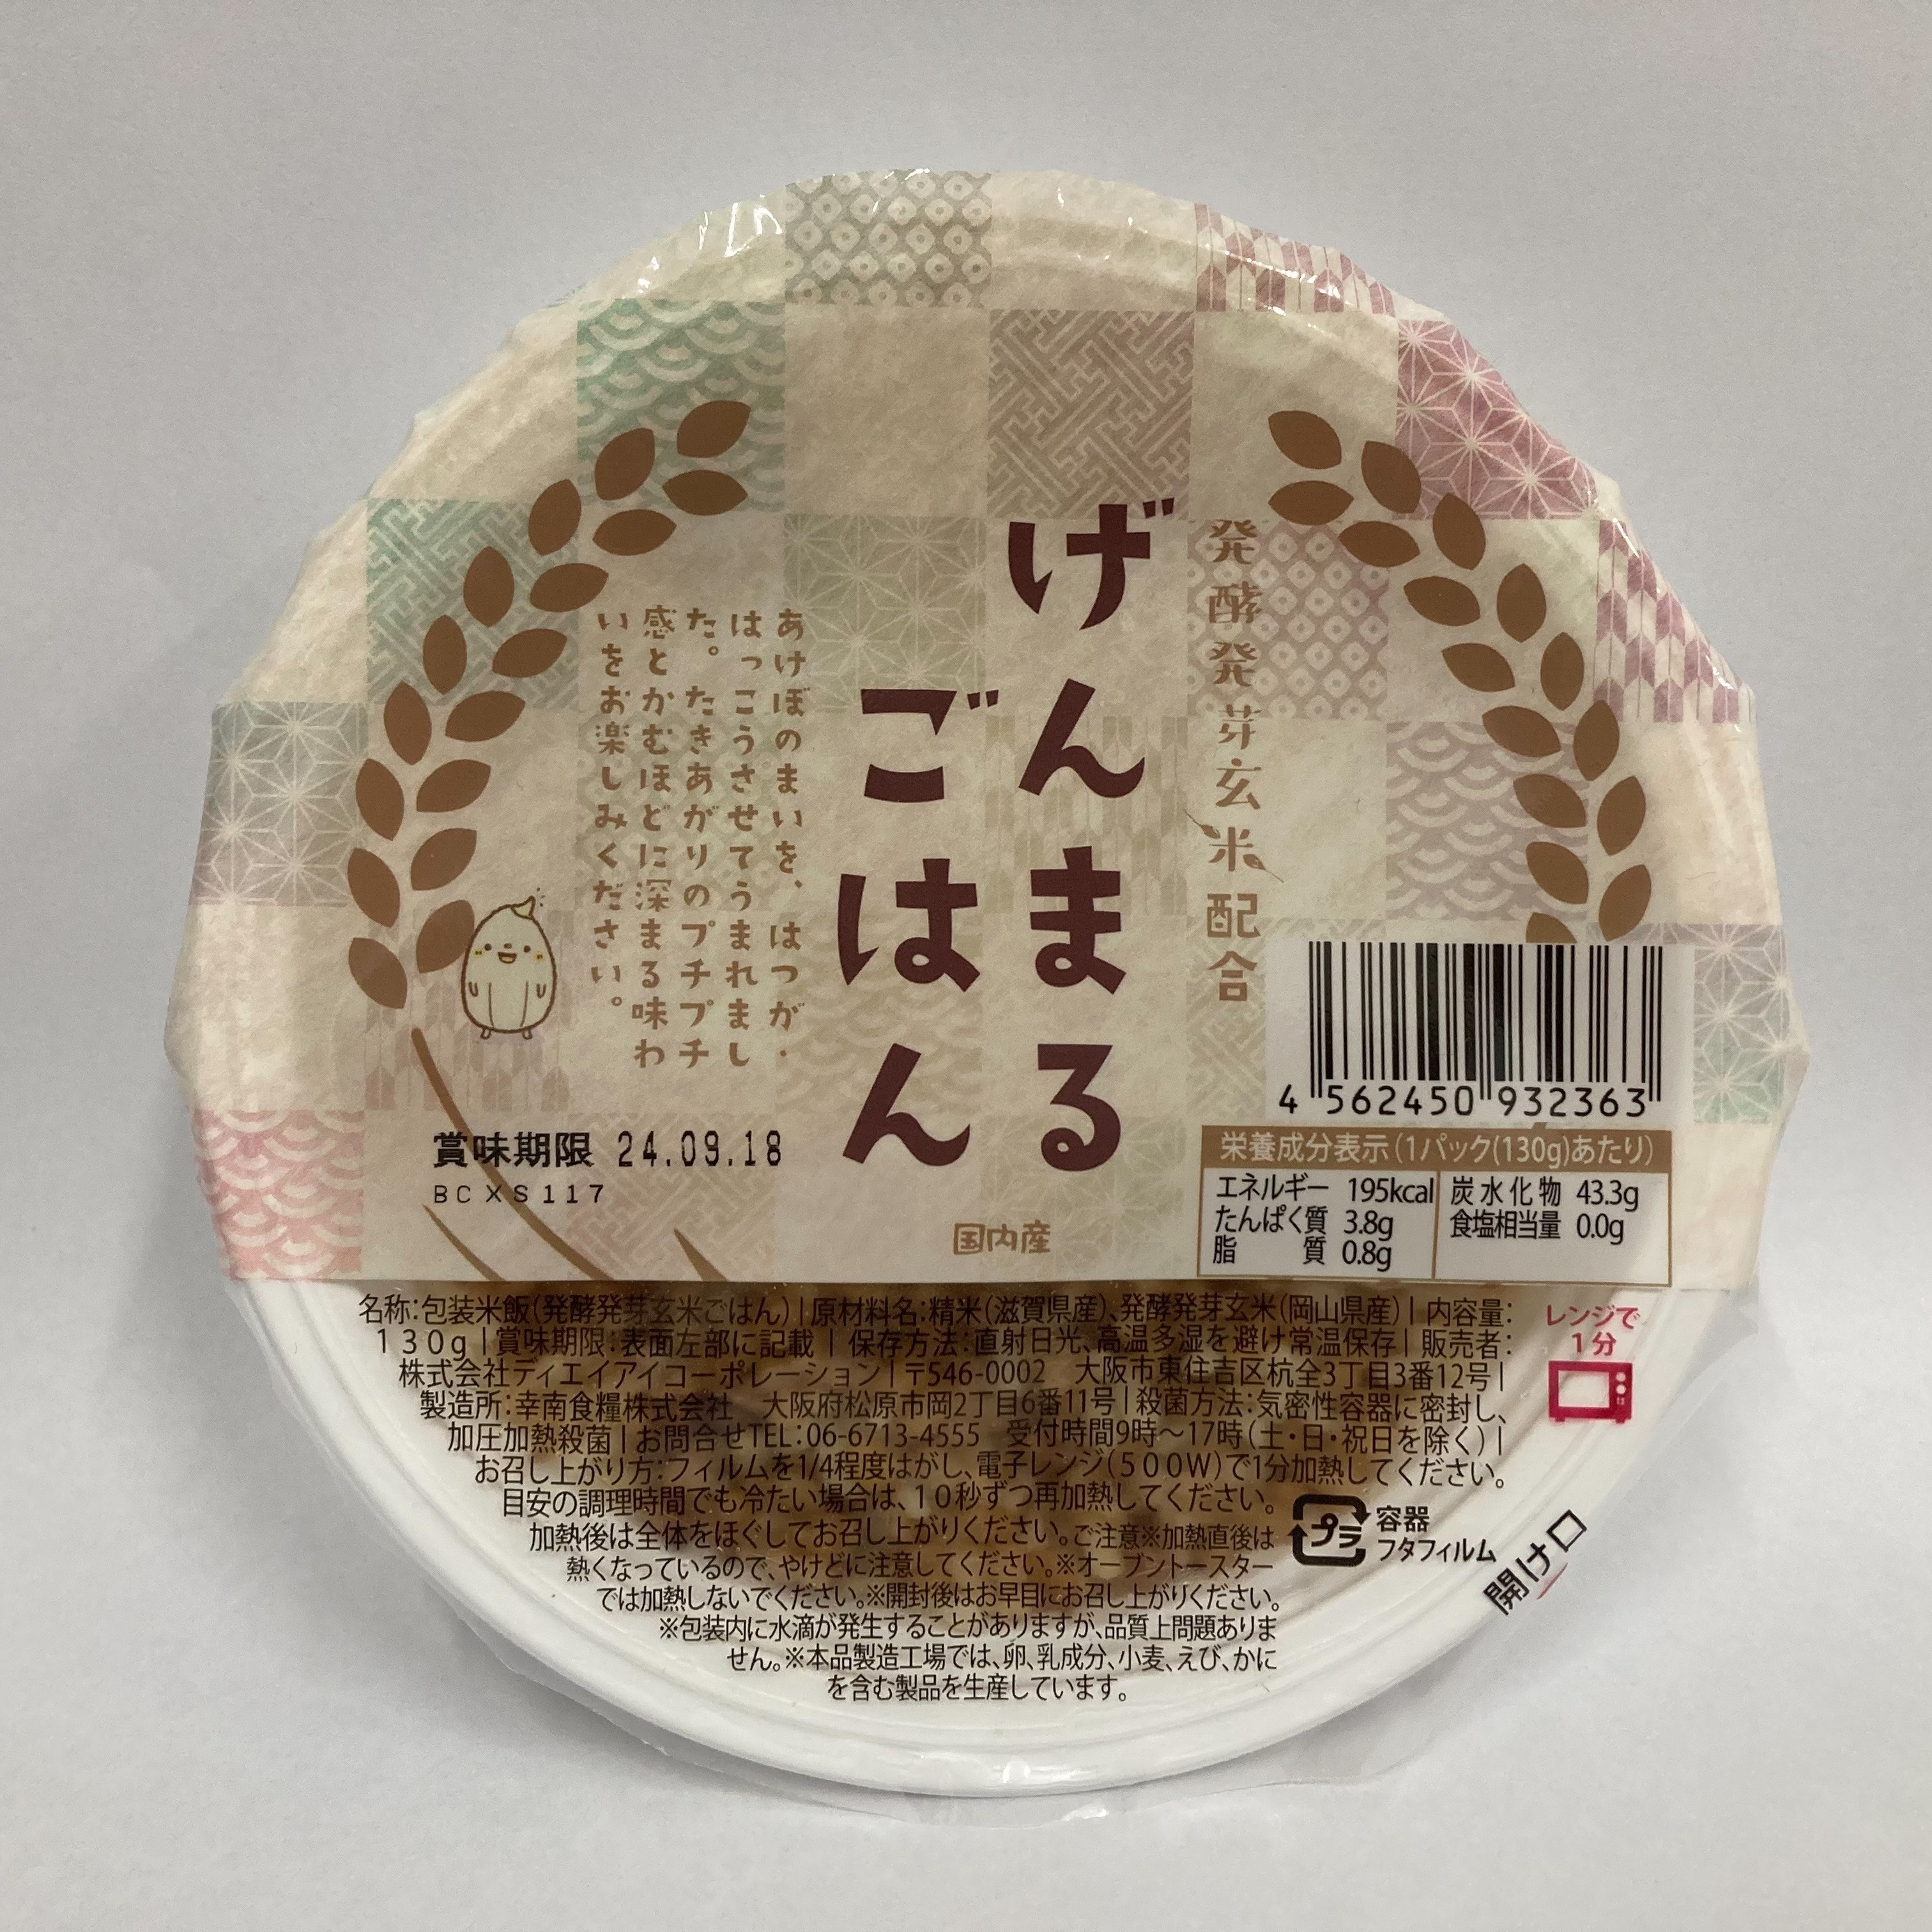 発酵発芽玄米配合
げんまる
ごはん
あけぼのまいを、はつが・
はっこうさせてうまれまし
た。たきあがりのプチプチ
感とかむほどに深まる味わ
いをお楽しみください。
賞味期限 24.09.18
BCXS117
国内産
4 562450 932363
栄養成分表示(1パック(130g)あたり)
エネルギー 195kcal 炭水化物 43.3g
たんぱく質 3.8g 食塩相当量 0.0g
脂質 0.8g
名称:包装米飯(発酵発芽玄米ごはん)|原材料名:精米(滋賀県産)、発酵発芽玄米(岡山県産)|内容量:
130g|賞味期限:表面左部に記載|保存方法:直射日光、高温多湿を避け常温保存|販売者:
株式会社ディエイアイコーポレーション|〒546-0002 大阪市東住吉区杭全3丁目3番12号|
製造所:幸南食糧株式会社 大阪府松原市岡2丁目6番11号|殺菌方法:気密性容器に密封し、
加圧加熱殺菌|お問合せTEL:06-6713-4555 受付時間9時〜17時(土・日・祝日を除く)|
お召し上がり方:フィルムを1/4程度はがし、電子レンジ(500W)で1分加熱してください。
目安の調理時間でも冷たい場合は、10秒ずつ再加熱してください。
加熱後は全体をほぐしてお召し上がりください。ご注意※加熱直後は
熱くなっているので、やけどに注意してください。※オーブントースター
では加熱しないでください。※開封後はお早目にお召し上がりください。
※包装内に水滴が発生することがありますが、品質上問題ありま
せん。※本品製造工場では、卵、乳成分、小麦、えび、かに
を含む製品を生産しています。
レンジで
1分
プラ
容器
フタフィルム
開け口